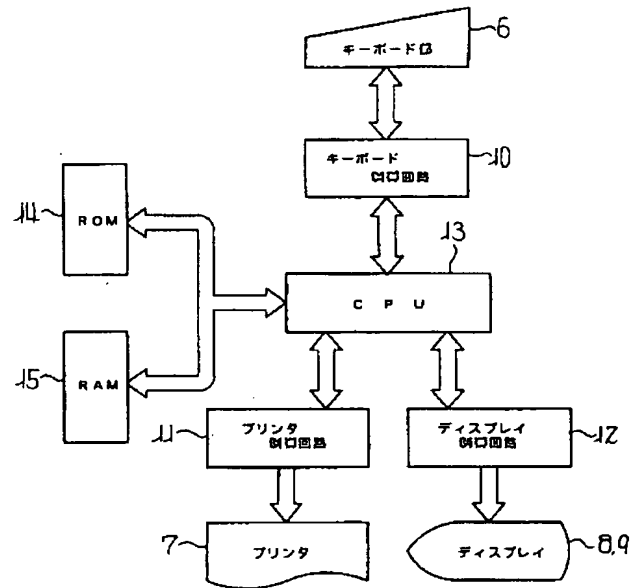 6
キーボード部
キーボード
制御回路
10
13
14
ROM
CPU
15
RAM
11
プリンタ
制御回路
ディスプレイ
制御回路
12
7
プリンタ
ディスプレイ
8,9